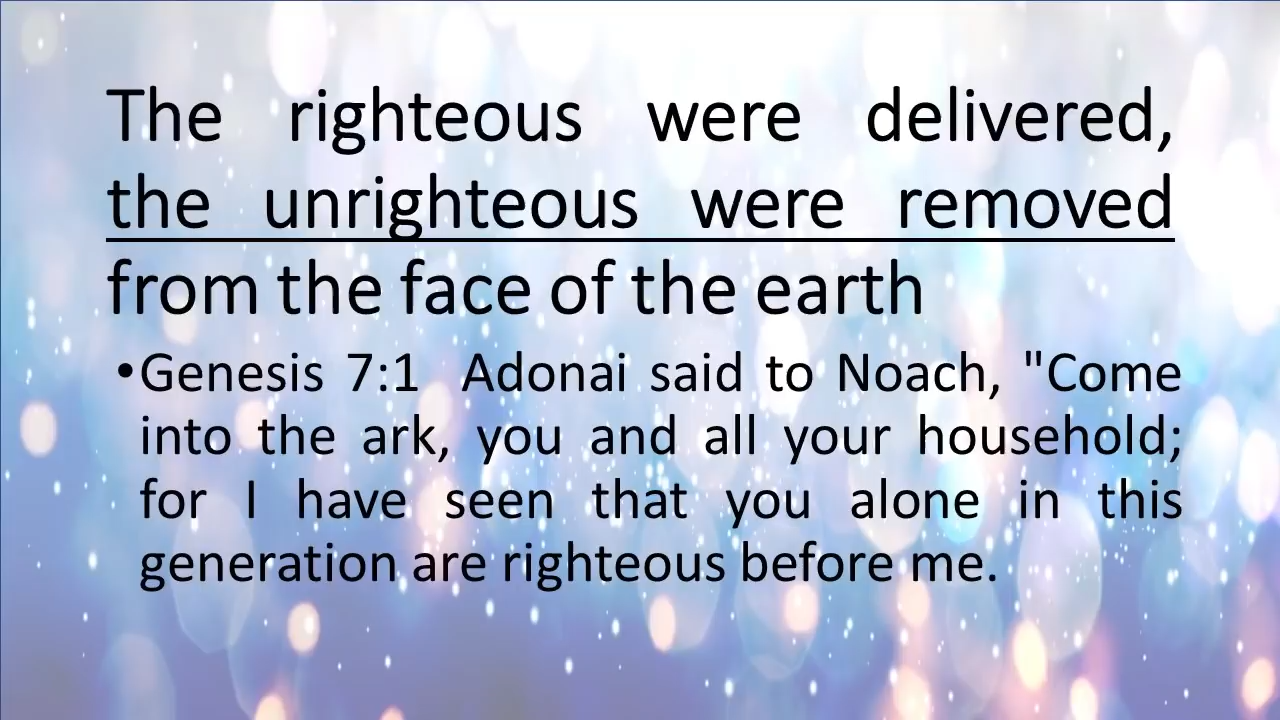 The righteous were delivered,
the unrighteous were removed
from the face of the earth
•Genesis 7:1  Adonai said to Noach, "Come
into the ark, you and all your household;
for I have seen that you alone in this
generation are righteous before me.